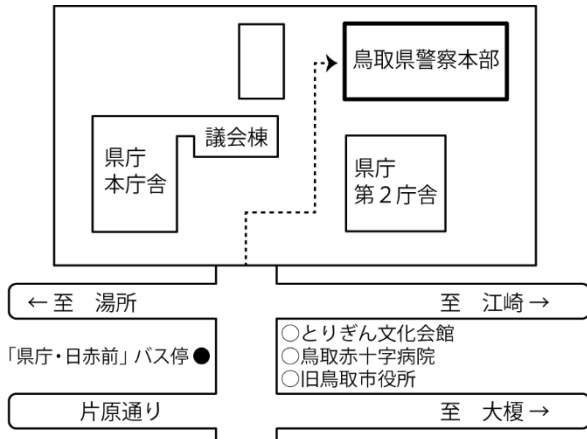 鳥取県警察本部
議会棟
県庁
本庁舎
県庁
第２庁舎
←至　湯所
至　江崎→
「県庁・日赤前」バス停●
○とりぎん文化会館
○鳥取赤十字病院
○旧鳥取市役所
片原通り
至　大榎→